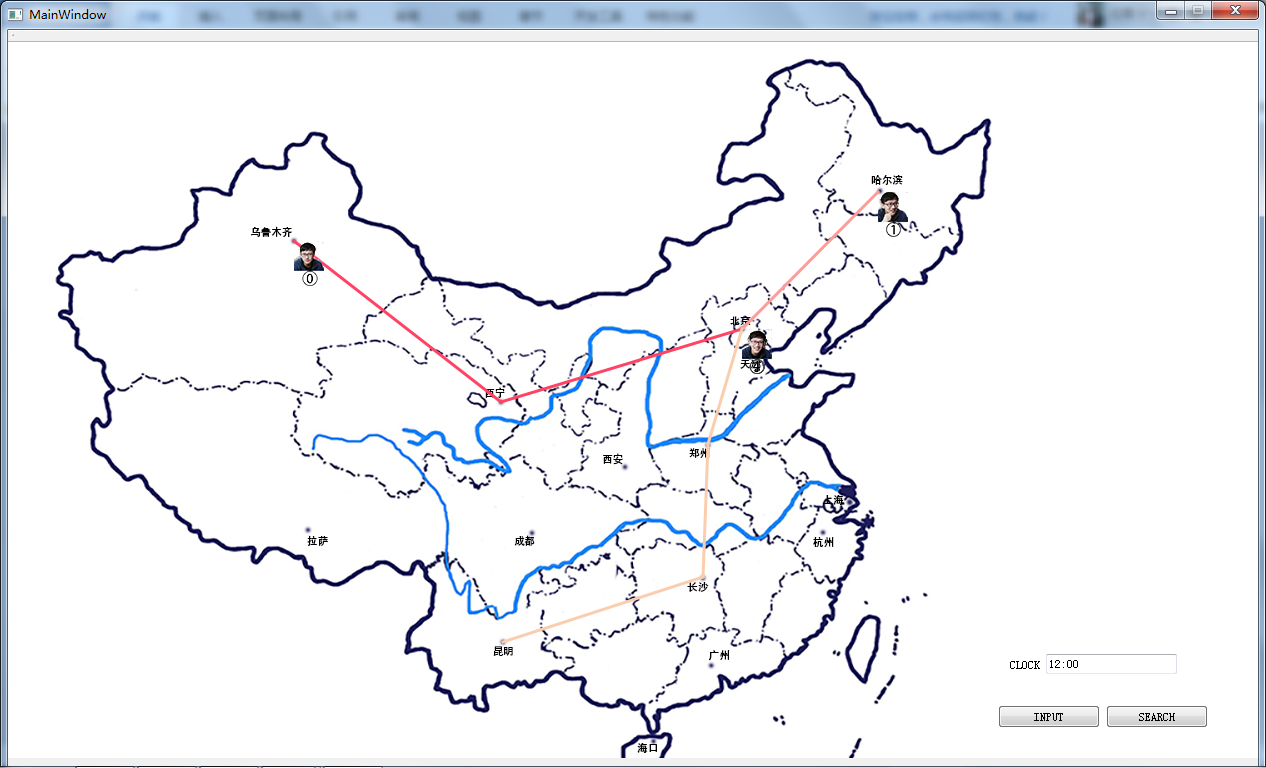 MainWindow
哈尔滨
①
乌鲁木齐
⓪
北京
天津
西宁
郑州
西安
上海
拉萨
成都
杭州
长沙
昆明
广州
CLOCK 12:00
INPUT SEARCH
海口